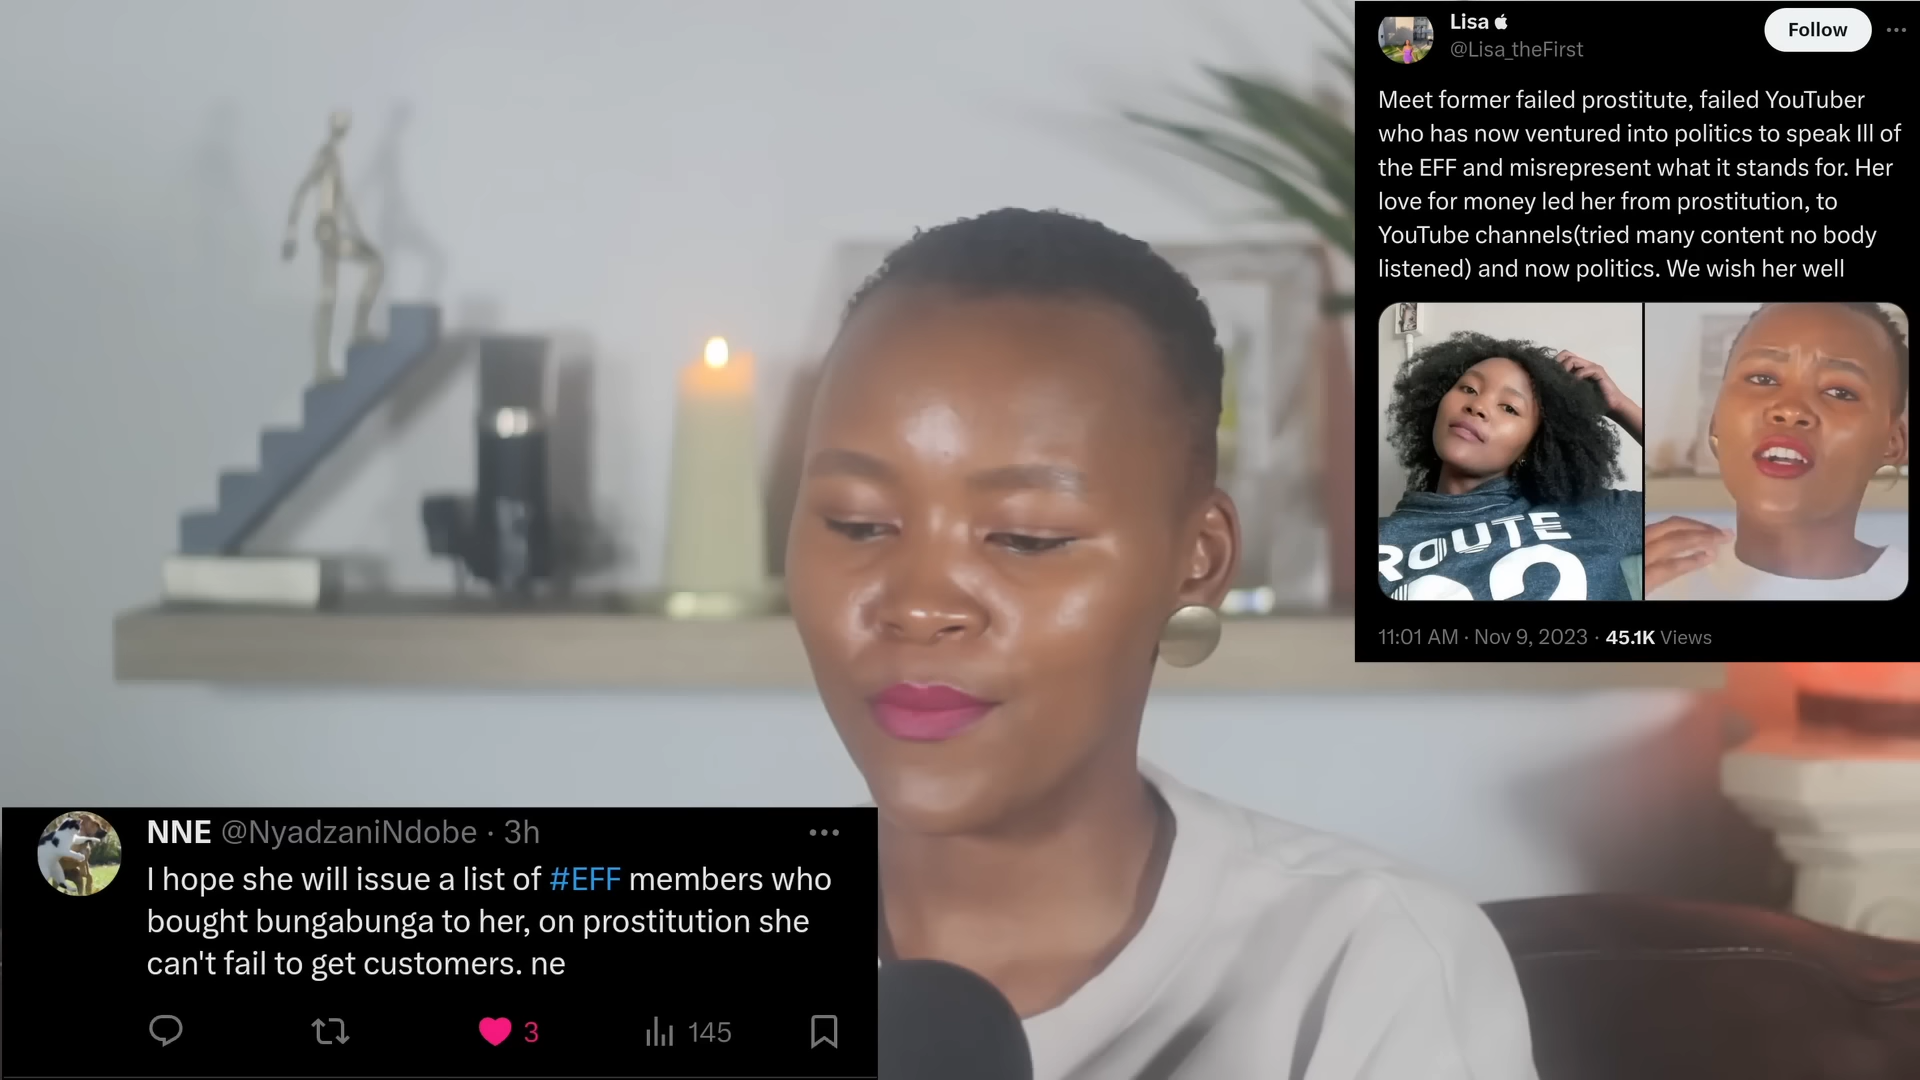 Lisa
@Lisa_theFirst
Follow
Meet former failed prostitute, failed YouTuber
who has now ventured into politics to speak Ill of
the EFF and misrepresent what it stands for. Her
love for money led her from prostitution, to
YouTube channels(tried many content no body
listened) and now politics. We wish her well
ROUTE
11:01 AM · Nov 9, 2023 · 45.1K Views
NNE @NyadzaniNdobe · 3h
I hope she will issue a list of #EFF members who
bought bungabunga to her, on prostitution she
can't fail to get customers. ne
3
145